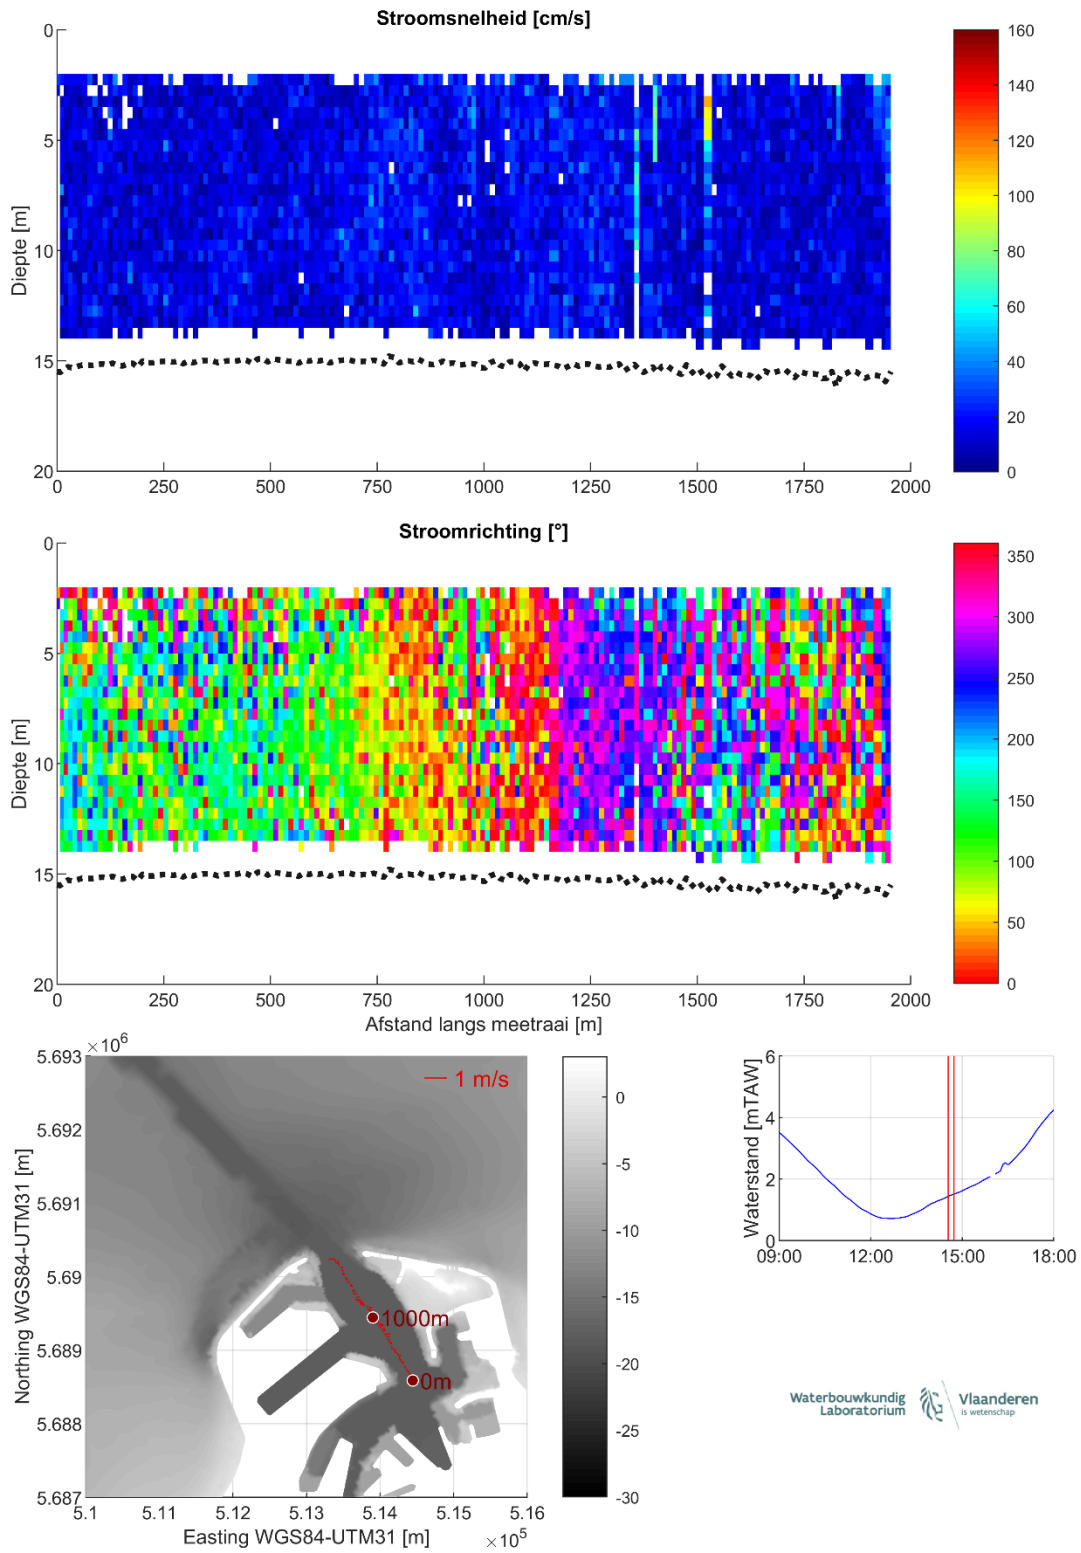 Stroomsnelheid [cm/s]
0
5
10
15
20
Diepte [m]
0 250 500 750 1000 1250 1500 1750 2000
160
140
120
100
80
60
40
20
0
Stroomrichting [°]
0
5
10
15
20
Diepte [m]
0 250 500 750 1000 1250 1500 1750 2000
Afstand langs meetraai [m]
350
300
250
200
150
100
50
0
×10⁶
5.693
5.692
5.691
5.69
5.689
5.688
5.687
Northing WGS84-UTM31 [m]
1 m/s
1000m
0m
5.1 5.11 5.12 5.13 5.14 5.15 5.16
Easting WGS84-UTM31 [m]
×10⁵
0
-5
-10
-15
-20
-25
-30
6
4
2
0
Waterstand [mTAW]
09:00 12:00 15:00 18:00
Waterbouwkundig
Laboratorium
Vlaanderen
is wetenschap